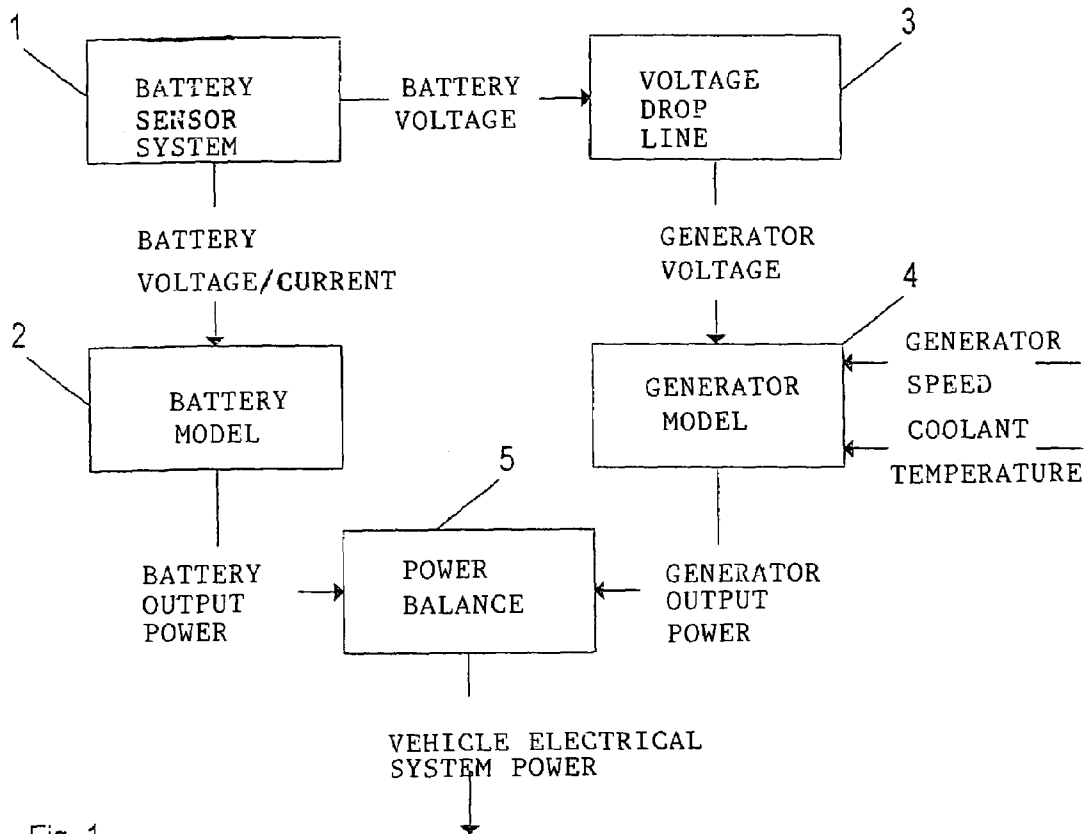 1
3
BATTERY
SENSOR
SYSTEM
BATTERY
VOLTAGE
VOLTAGE
DROP
LINE
BATTERY
VOLTAGE/CURRENT
GENERATOR
VOLTAGE
2
4
BATTERY
MODEL
GENERATOR
MODEL
GENERATOR
SPEED
COOLANT
TEMPERATURE
5
BATTERY
OUTPUT
POWER
POWER
BALANCE
GENERATOR
OUTPUT
POWER
VEHICLE ELECTRICAL
SYSTEM POWER
Fig. 1